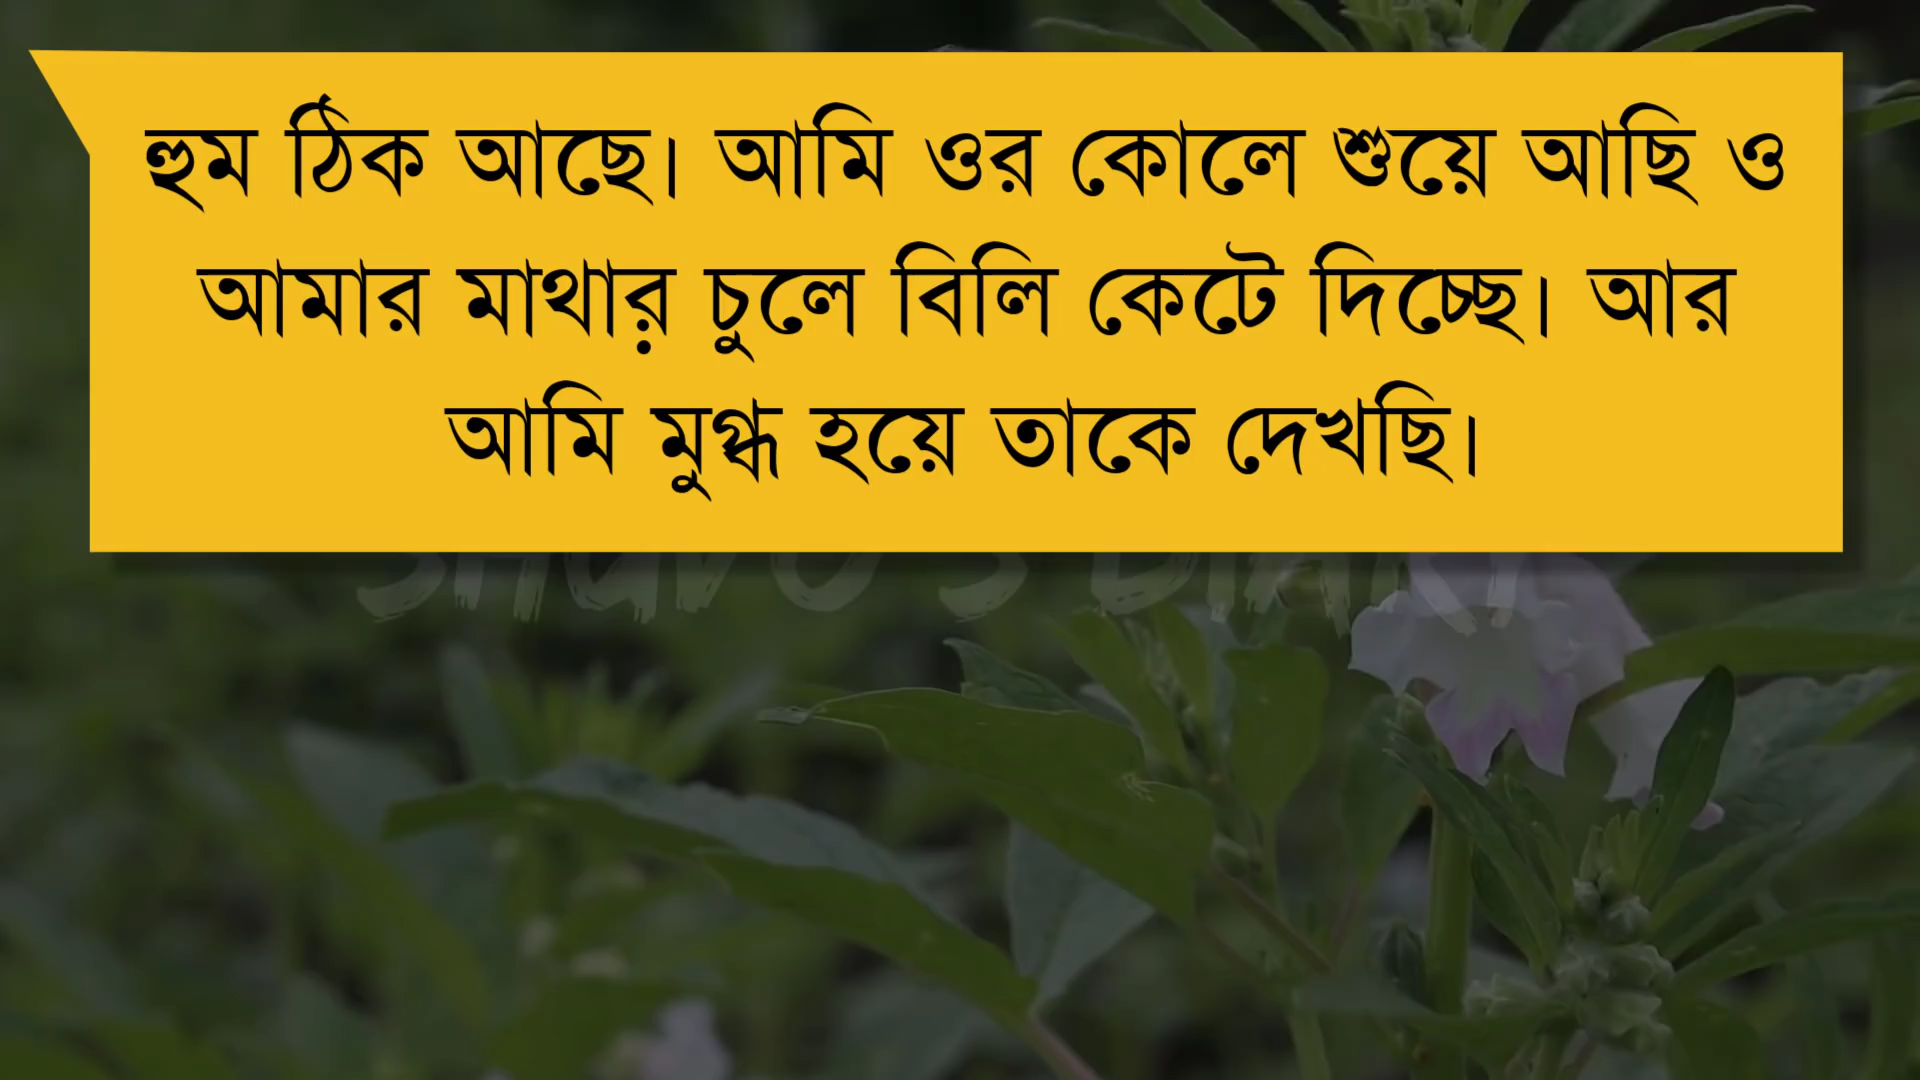 হুম ঠিক আছে। আমি ওর কোলে শুয়ে আছি ও
আমার মাথার় চুলে বিলি কেটে দিচ্ছে। আর
আমি মুগ্ধ হয়ে তাকে দেখছি।